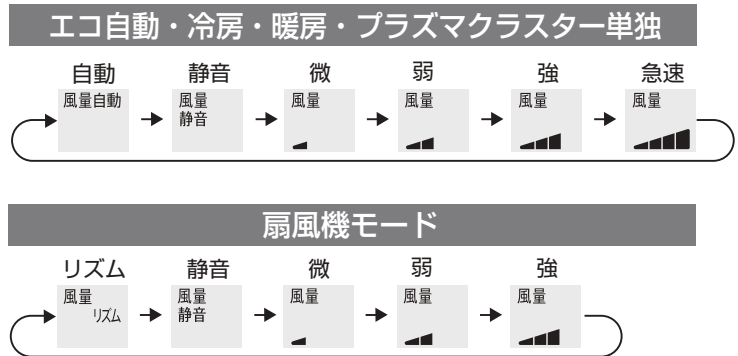 エコ自動・冷房・暖房・プラズマクラスター単独
自動 静音 微 弱 強 急速
風量自動 風量 風量 風量 風量 風量
静音
扇風機モード
リズム 静音 微 弱 強
風量 風量 風量 風量 風量
リズム 静音